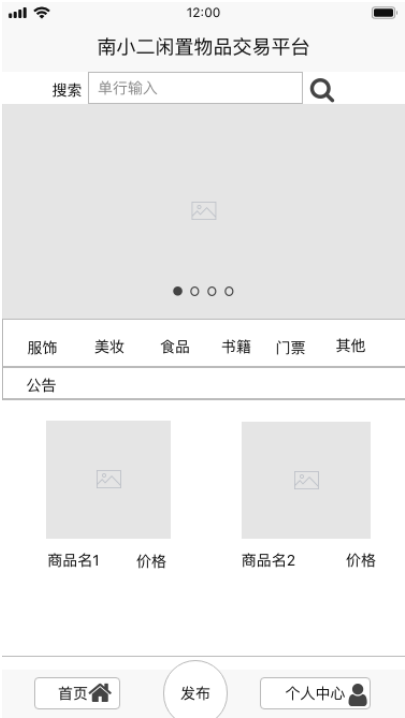 12:00
南小二闲置物品交易平台
搜索 单行输入
服饰 美妆 食品 书籍 门票 其他
公告
商品名1 价格 商品名2 价格
首页 发布 个人中心